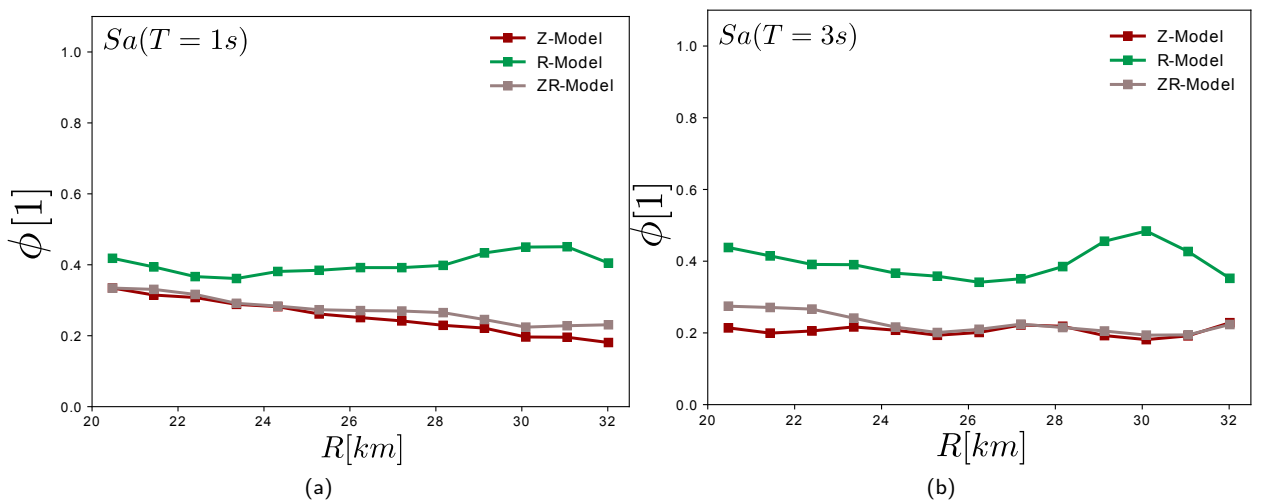 Sa(T = 1s)
Z-Model
R-Model
ZR-Model
1.0
0.8
0.6
0.4
0.2
0.0
ϕ[1]
20 22 24 26 28 30 32
R[km]
(a)
Sa(T = 3s)
Z-Model
R-Model
ZR-Model
1.0
0.8
0.6
0.4
0.2
0.0
ϕ[1]
20 22 24 26 28 30 32
R[km]
(b)